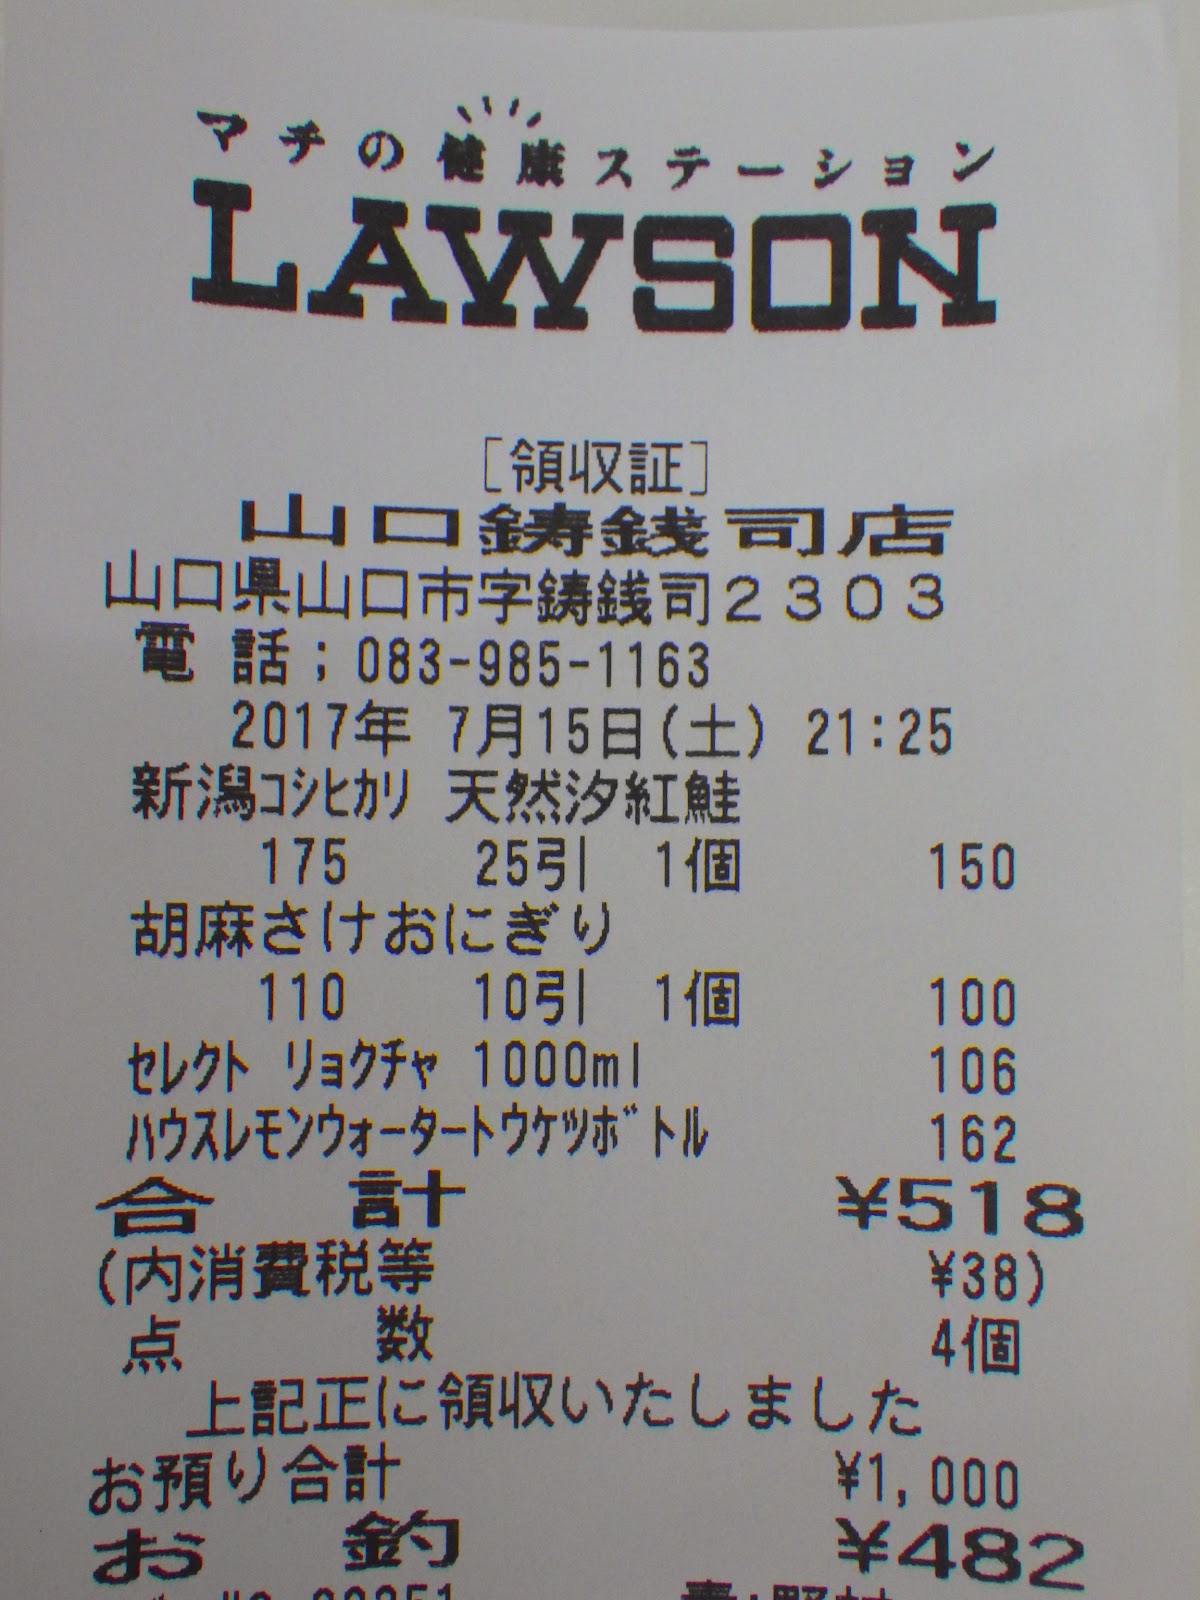 マチの健康ステーション
LAWSON
[領収証]
山口鋳銭司店
山口県山口市字鋳銭司2303
電 話;083-985-1163
2017年 7月15日(土) 21:25
新潟コシヒカリ 天然汐紅鮭
175 25引 1個 150
胡麻さけおにぎり
110 10引 1個 100
セレクト リョクチャ 1000ml 106
ハウスレモンウォータートウケツボトル 162
合 計 ¥518
(内消費税等 ¥38)
点 数 4個
上記正に領収いたしました
お預り合計 ¥1,000
お 釣 ¥482